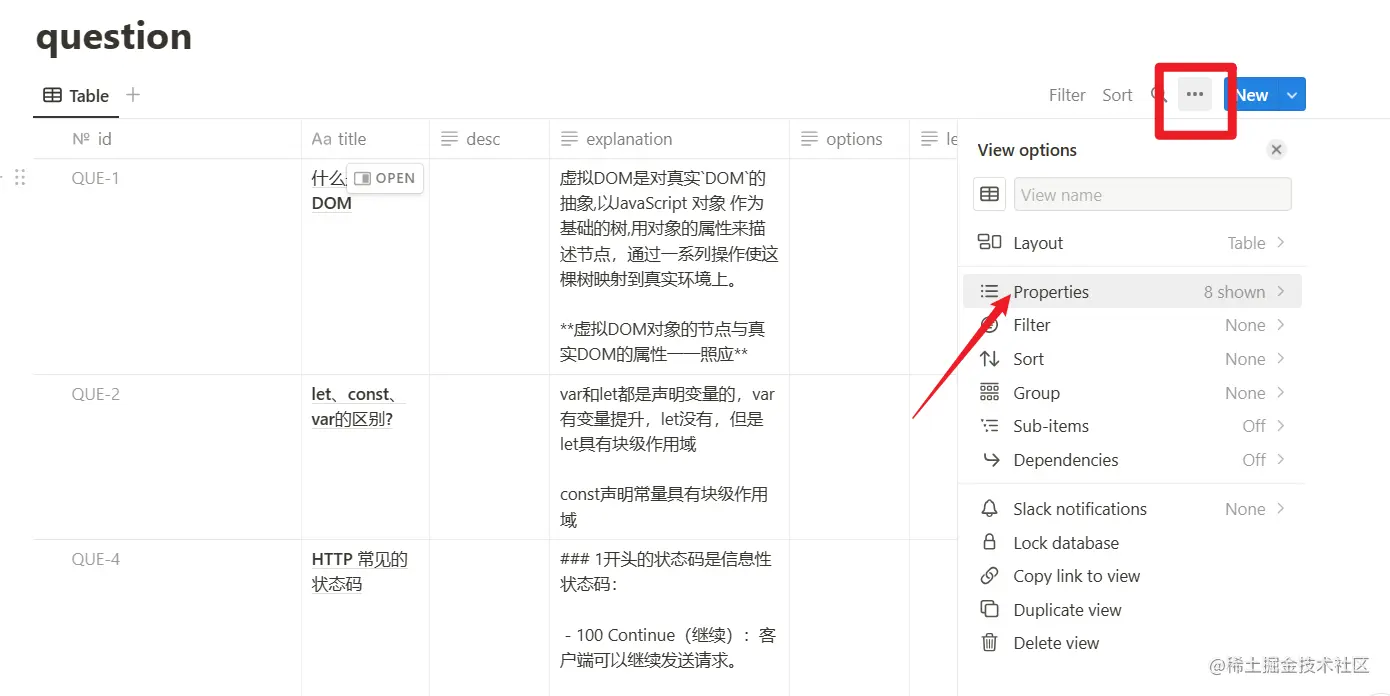 question
Table
Filter Sort New
№ id Aa title desc explanation options le
QUE-1
什么 OPEN
DOM
虚拟DOM是对真实`DOM`的
抽象,以JavaScript 对象 作为
基础的树,用对象的属性来描
述节点，通过一系列操作使这
棵树映射到真实环境上。
**虚拟DOM对象的节点与真
实DOM的属性一一照应**
QUE-2
let、const、
var的区别?
var和let都是声明变量的，var
有变量提升，let没有，但是
let具有块级作用域
const声明常量具有块级作用
域
QUE-4
HTTP 常见的
状态码
### 1开头的状态码是信息性
状态码：
- 100 Continue（继续）：客
户端可以继续发送请求。
View options
View name
Layout Table
Properties 8 shown
Filter None
Sort None
Group None
Sub-items Off
Dependencies Off
Slack notifications None
Lock database
Copy link to view
Duplicate view
Delete view
@稀土掘金技术社区